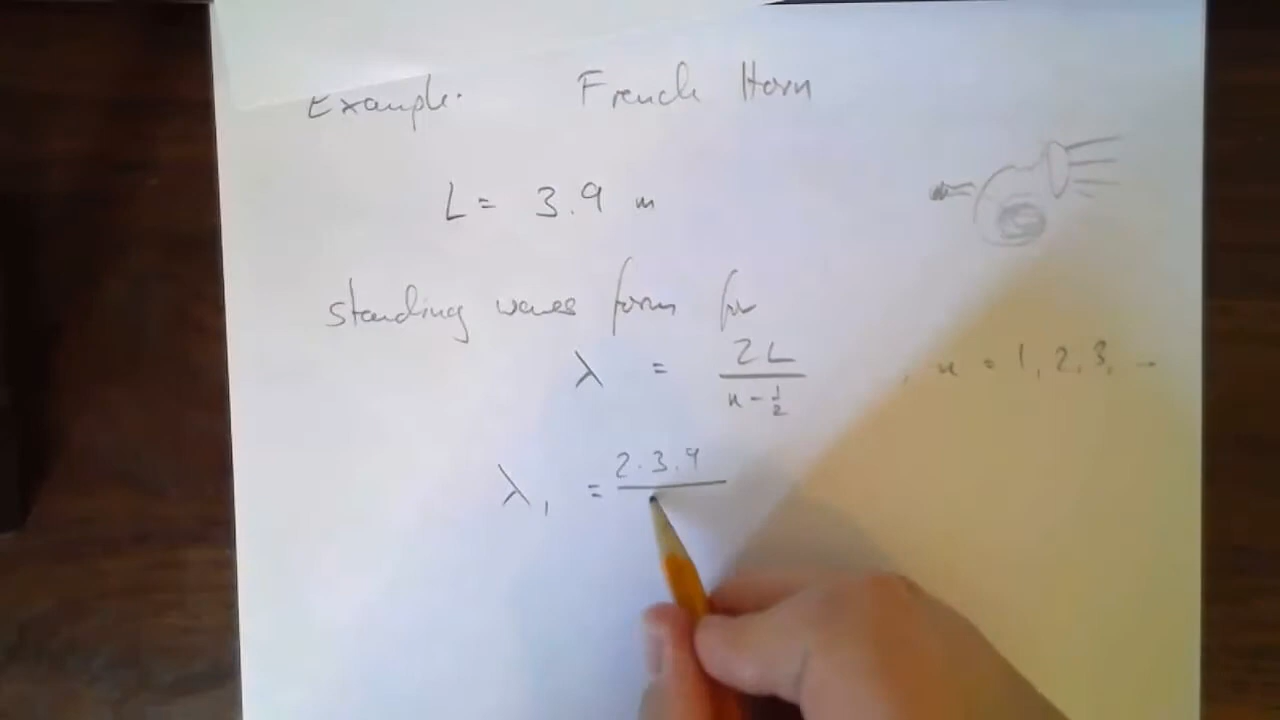 Example. French Horn
L = 3.9 m
standing waves form for
λ = 2L / (n - 1/2) , n = 1, 2, 3, -
λ1 = 2·3.9